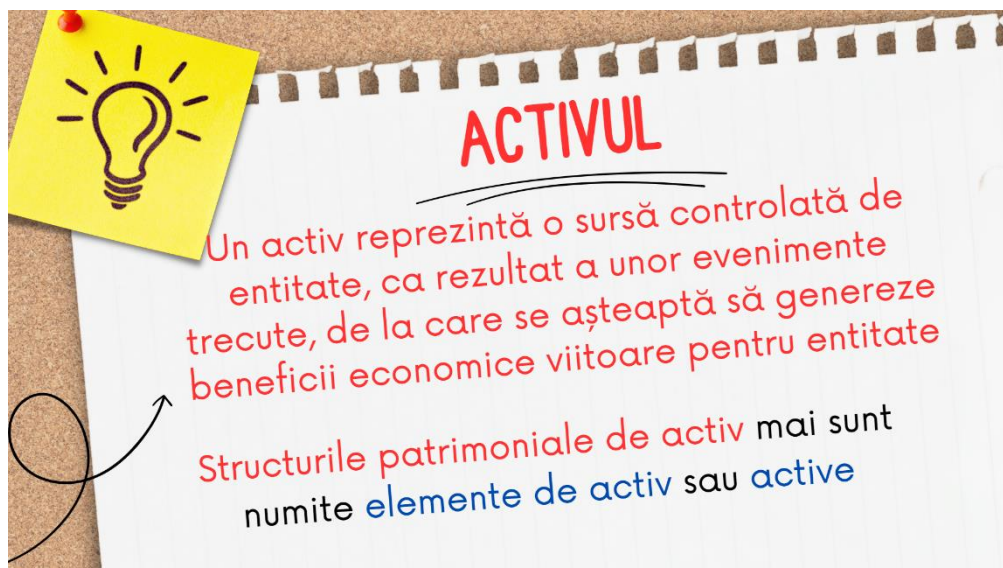 ACTIVUL
Un activ reprezintă o sursă controlată de
entitate, ca rezultat a unor evenimente
trecute, de la care se așteaptă să genereze
beneficii economice viitoare pentru entitate
Structurile patrimoniale de activ mai sunt
numite elemente de activ sau active